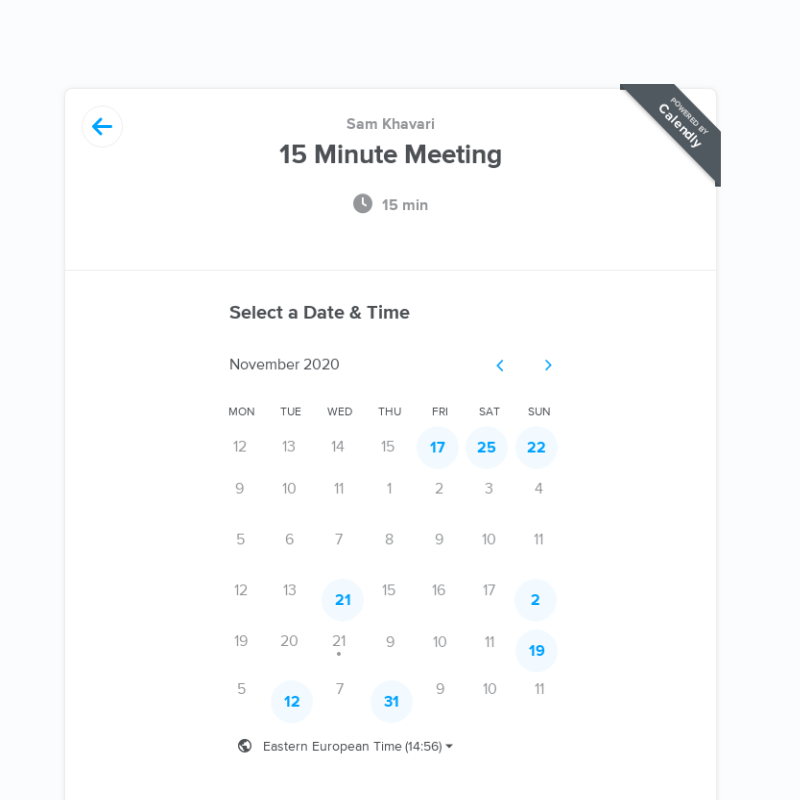 POWERED BY
Calendly
Sam Khavari
15 Minute Meeting
15 min
Select a Date & Time
November 2020
MON TUE WED THU FRI SAT SUN
12 13 14 15 17 25 22
9 10 11 1 2 3 4
5 6 7 8 9 10 11
12 13 21 15 16 17 2
19 20 21 9 10 11 19
5 12 7 31 9 10 11
Eastern European Time (14:56)